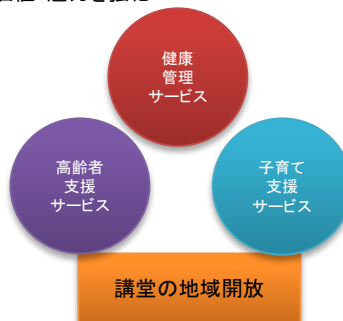 健康
管理
サービス
高齢者
支援
サービス
子育て
支援
サービス
講堂の地域開放